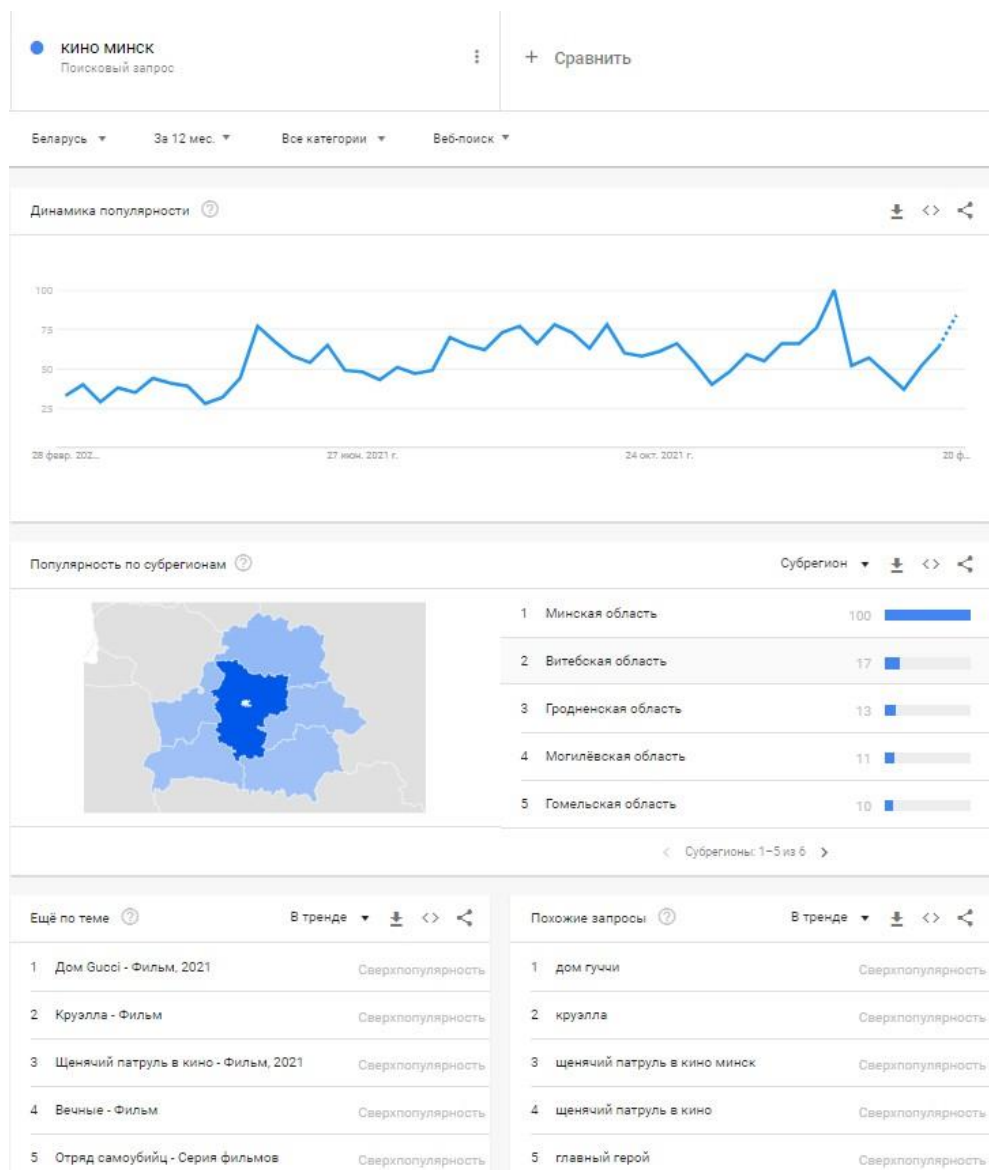 кино минск
Поисковый запрос
+ Сравнить
Беларусь За 12 мес. Все категории Веб-поиск
Динамика популярности
100
75
50
25
28 февр. 202... 27 июн. 2021 г. 24 окт. 2021 г. 20 ф...
Популярность по субрегионам Субрегион
1 Минская область 100
2 Витебская область 17
3 Гродненская область 13
4 Могилёвская область 11
5 Гомельская область 10
Субрегионы: 1–5 из 6
Ещё по теме В тренде
1 Дом Gucci - Фильм, 2021 Сверхпопулярность
2 Круэлла - Фильм Сверхпопулярность
3 Щенячий патруль в кино - Фильм, 2021 Сверхпопулярность
4 Вечные - Фильм Сверхпопулярность
5 Отряд самоубийц - Серия фильмов Сверхпопулярность
Похожие запросы В тренде
1 дом гуччи Сверхпопулярность
2 круэлла Сверхпопулярность
3 щенячий патруль в кино минск Сверхпопулярность
4 щенячий патруль в кино Сверхпопулярность
5 главный герой Сверхпопулярность